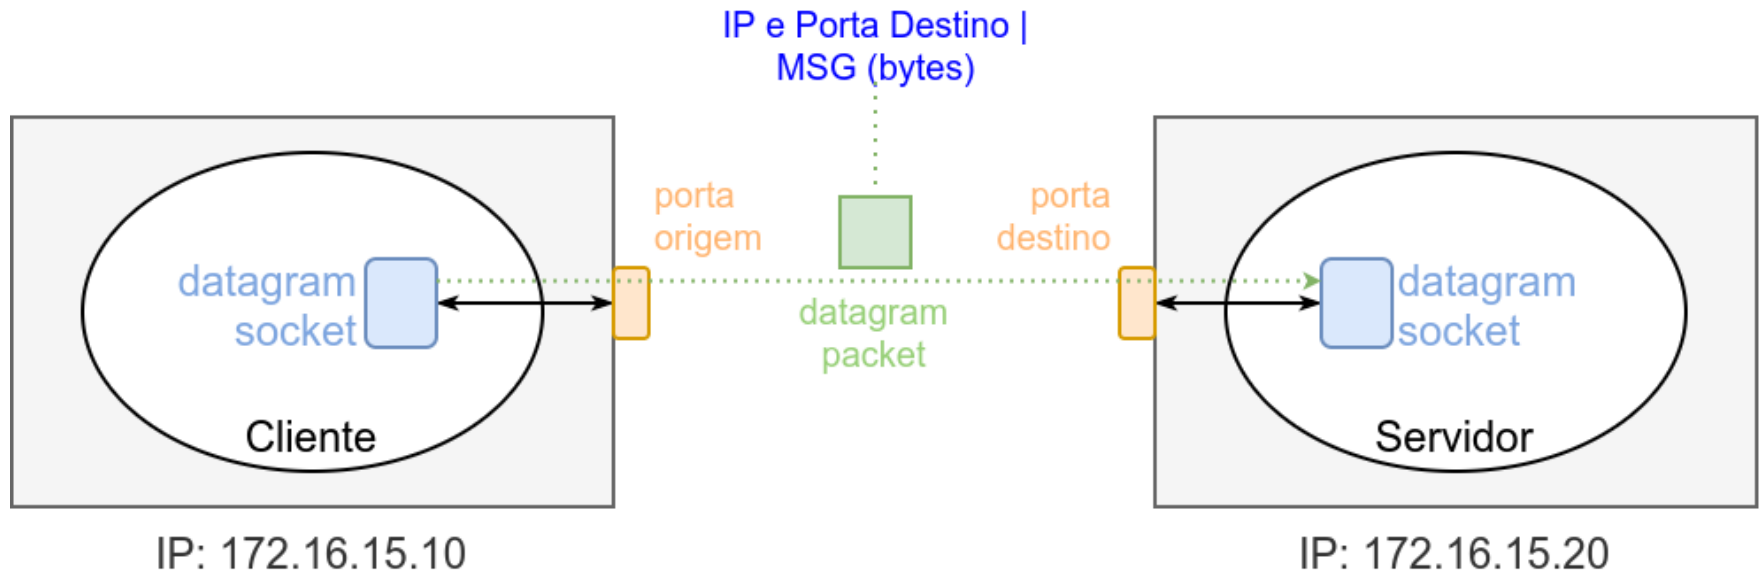 IP e Porta Destino |
MSG (bytes)
porta
origem
porta
destino
datagram
socket
datagram
packet
datagram
socket
Cliente
Servidor
IP: 172.16.15.10
IP: 172.16.15.20